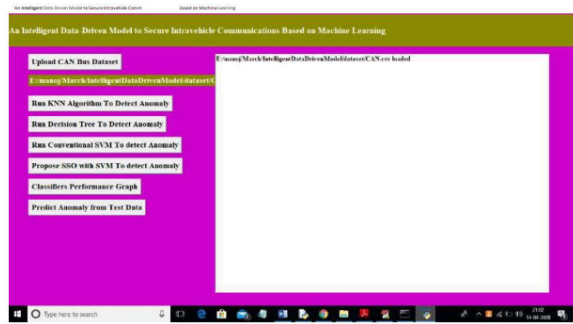 An Intelligent Data-Driven Model to Secure Intravehicle Comm Based on Machine Learning
An Intelligent Data-Driven Model to Secure Intravehicle Communications Based on Machine Learning
Upload CAN Bus Dataset
E:/manoj/March/IntelligentDataDrivenModel/dataset/C
Run KNN Algorithm To Detect Anomaly
Run Decision Tree To Detect Anomaly
Run Conventional SVM To detect Anomaly
Propose SSO with SVM To detect Anomaly
Classifiers Performance Graph
Predict Anomaly from Test Data
E:/manoj/March/IntelligentDataDrivenModel/dataset/CAN.csv loaded
Type here to search
21:02